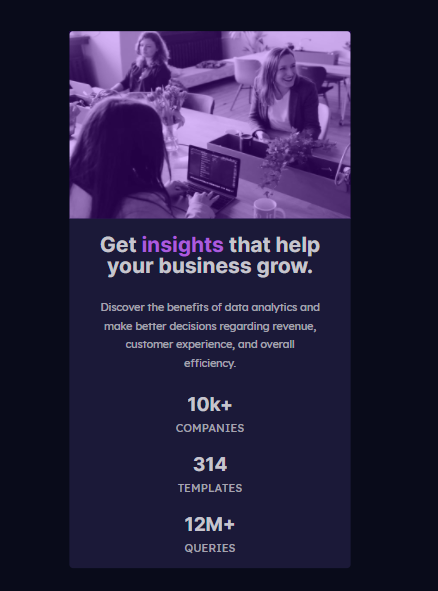 Get insights that help
your business grow.
Discover the benefits of data analytics and
make better decisions regarding revenue,
customer experience, and overall
efficiency.
10k+
COMPANIES
314
TEMPLATES
12M+
QUERIES